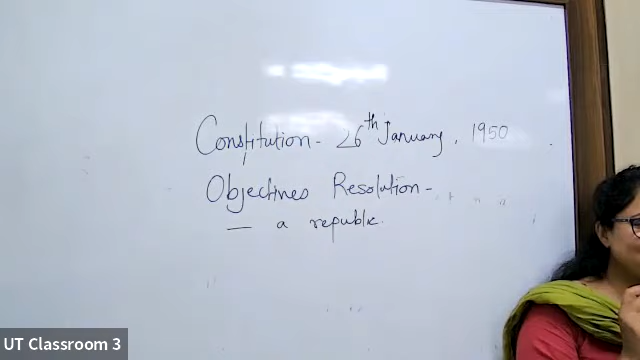 Constitution - 26th January, 1950
Objectives Resolution -
— a republic.
UT Classroom 3